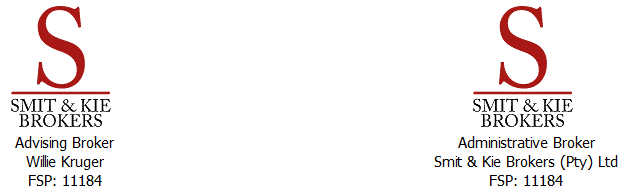 S
SMIT & KIE
BROKERS
Advising Broker
Willie Kruger
FSP: 11184
S
SMIT & KIE
BROKERS
Administrative Broker
Smit & Kie Brokers (Pty) Ltd
FSP: 11184